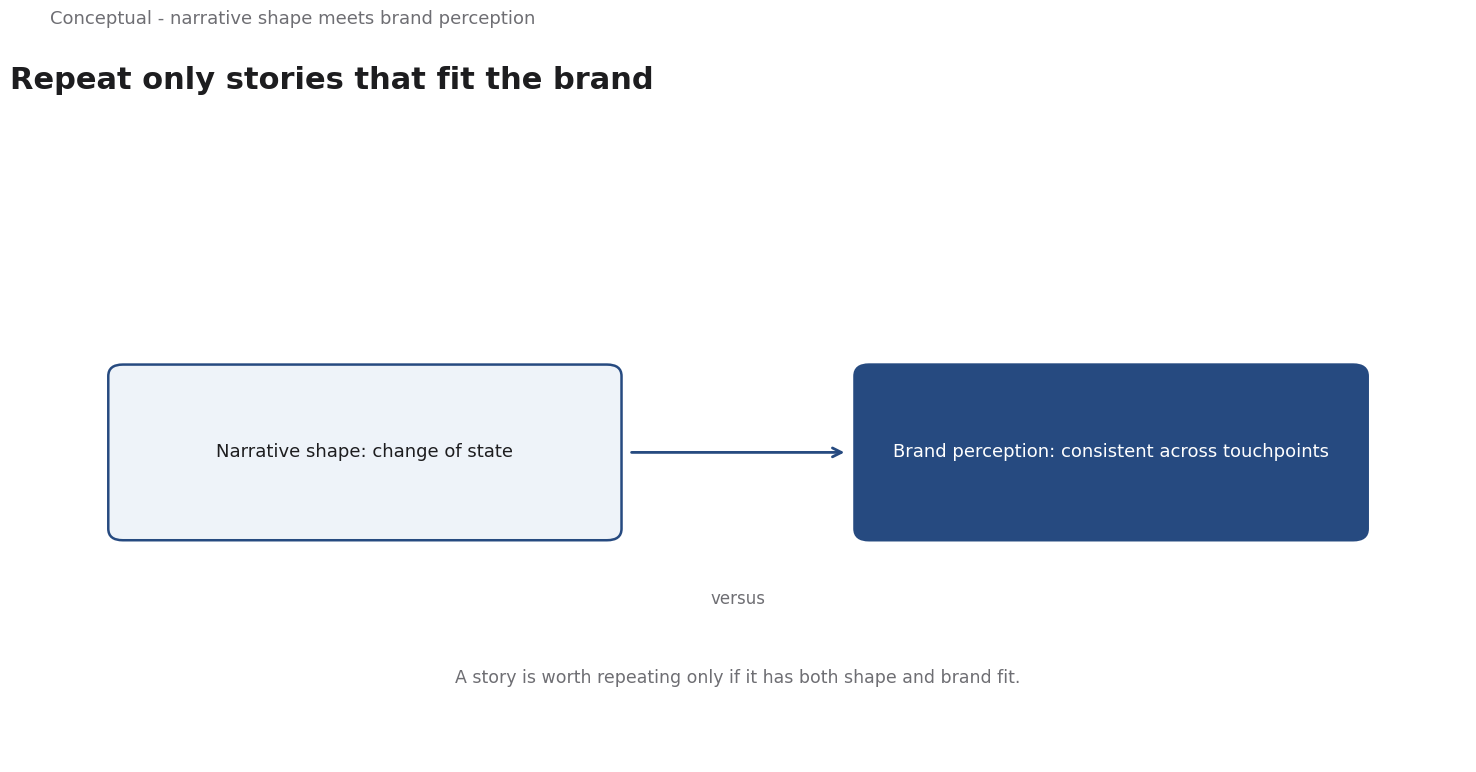 Conceptual - narrative shape meets brand perception
Repeat only stories that fit the brand
Narrative shape: change of state
Brand perception: consistent across touchpoints
versus
A story is worth repeating only if it has both shape and brand fit.